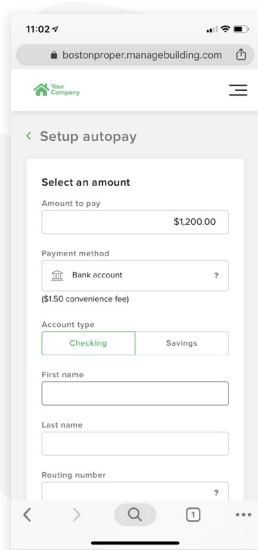 11:02
bostonproper.managebuilding.com
Your
Company
Setup autopay
Select an amount
Amount to pay
$1,200.00
Payment method
Bank account ?
($1.50 convenience fee)
Account type
Checking Savings
First name
Last name
Routing number
?
1